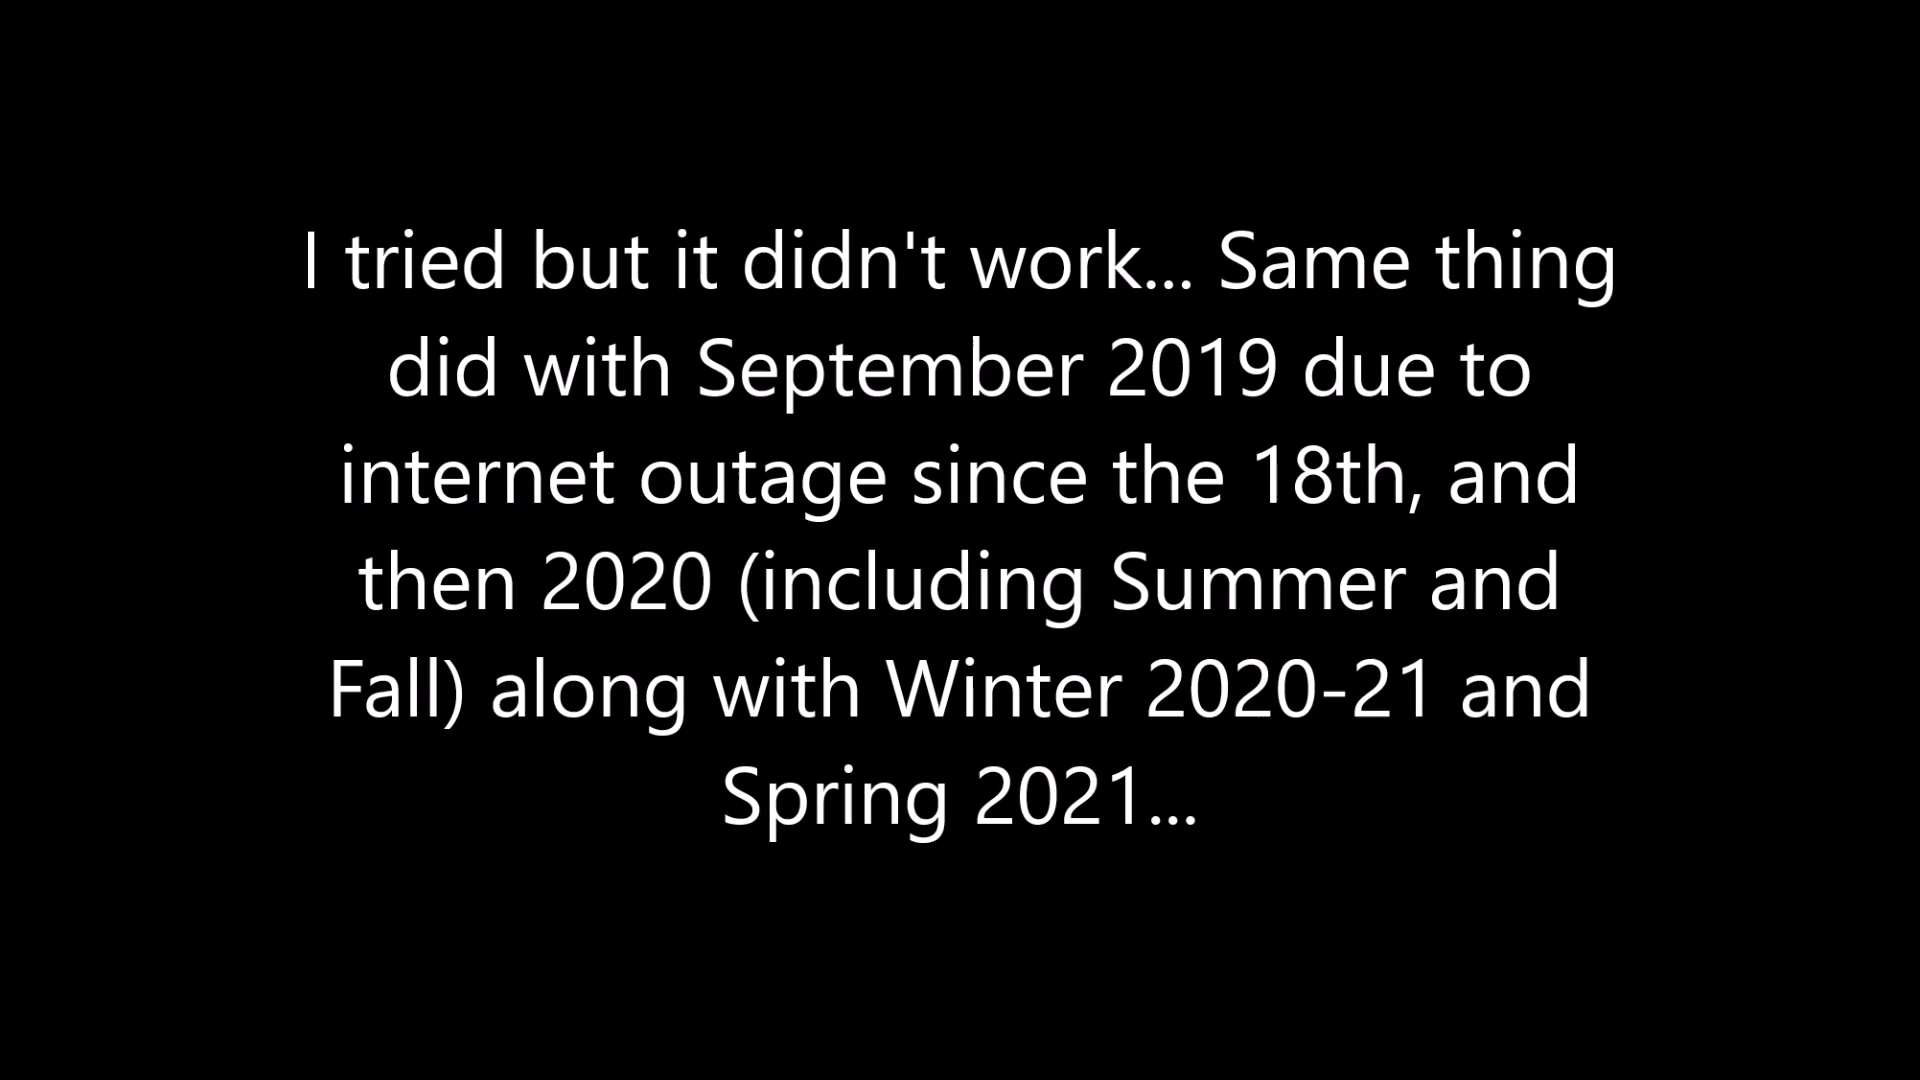 I tried but it didn't work... Same thing
did with September 2019 due to
internet outage since the 18th, and
then 2020 (including Summer and
Fall) along with Winter 2020-21 and
Spring 2021...